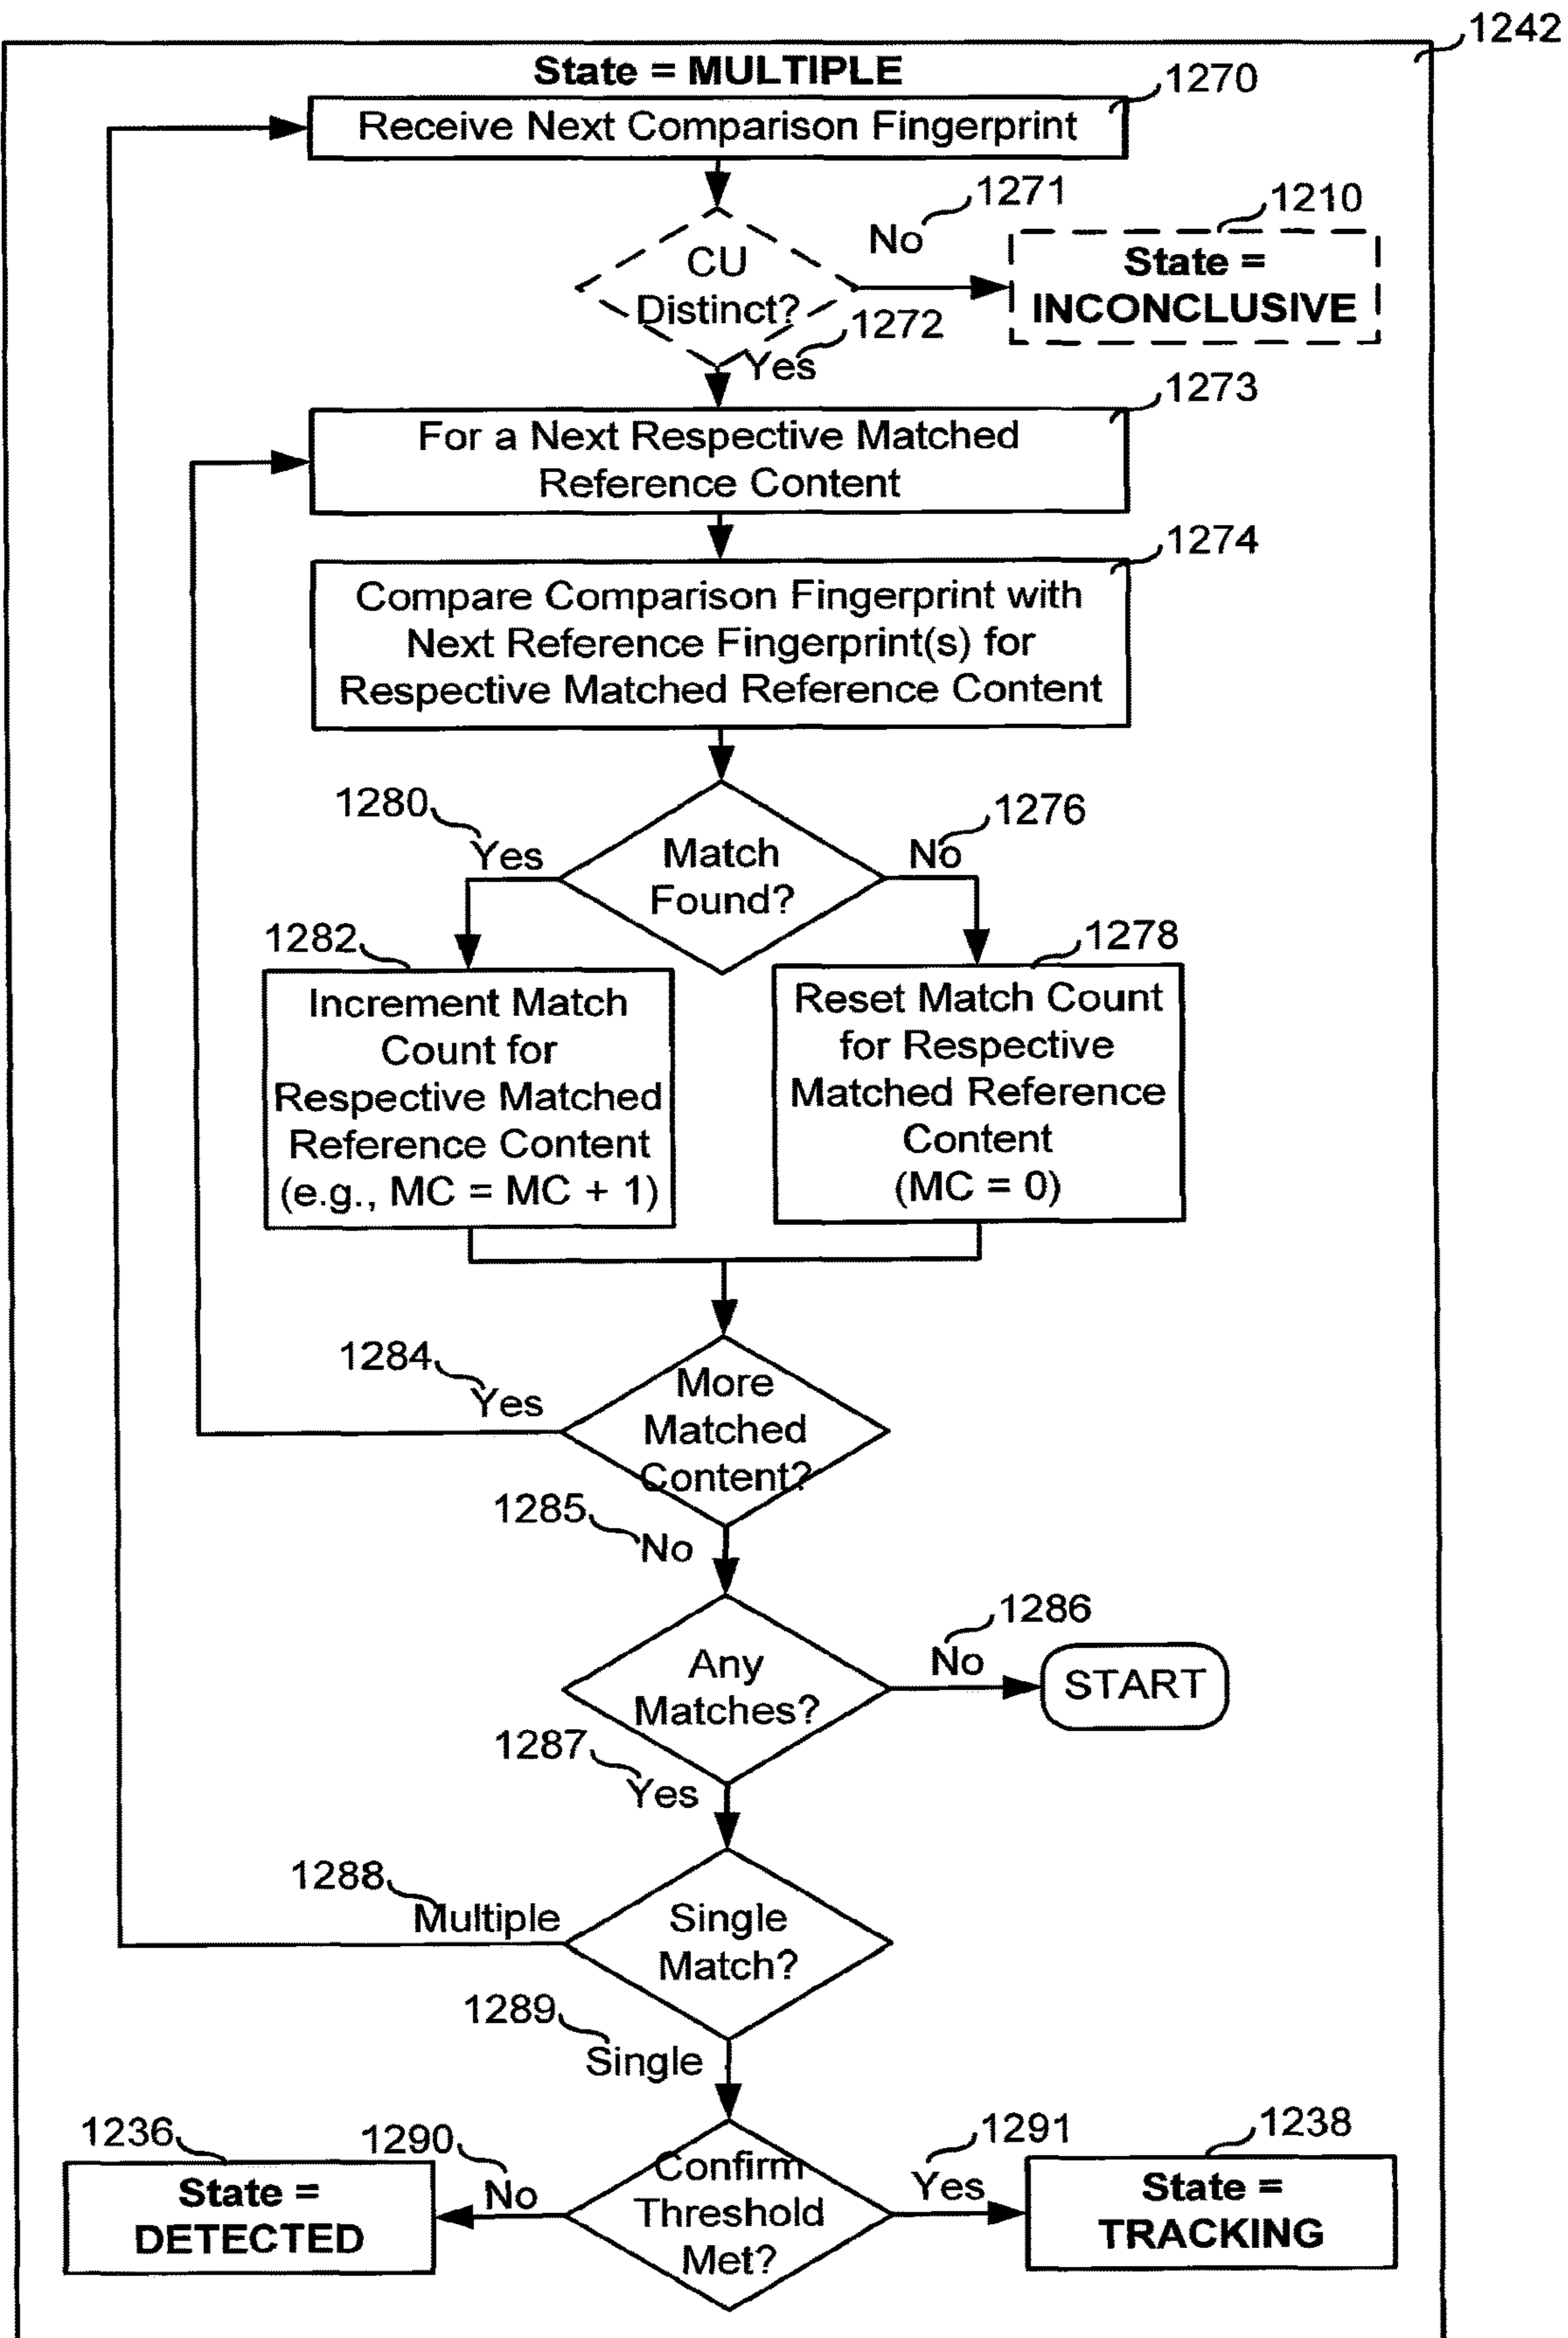 1242
State = MULTIPLE
1270
Receive Next Comparison Fingerprint
1271
No
1210
CU
Distinct?
State =
INCONCLUSIVE
1272
Yes
1273
For a Next Respective Matched
Reference Content
1274
Compare Comparison Fingerprint with
Next Reference Fingerprint(s) for
Respective Matched Reference Content
1280
Yes
1276
No
Match
Found?
1282
Increment Match
Count for
Respective Matched
Reference Content
(e.g., MC = MC + 1)
1278
Reset Match Count
for Respective
Matched Reference
Content
(MC = 0)
1284
Yes
More
Matched
Content?
1285
No
1286
No
Any
Matches?
START
1287
Yes
1288
Multiple
Single
Match?
1289
Single
1236
State =
DETECTED
1290
No
Confirm
Threshold
Met?
1291
Yes
1238
State =
TRACKING